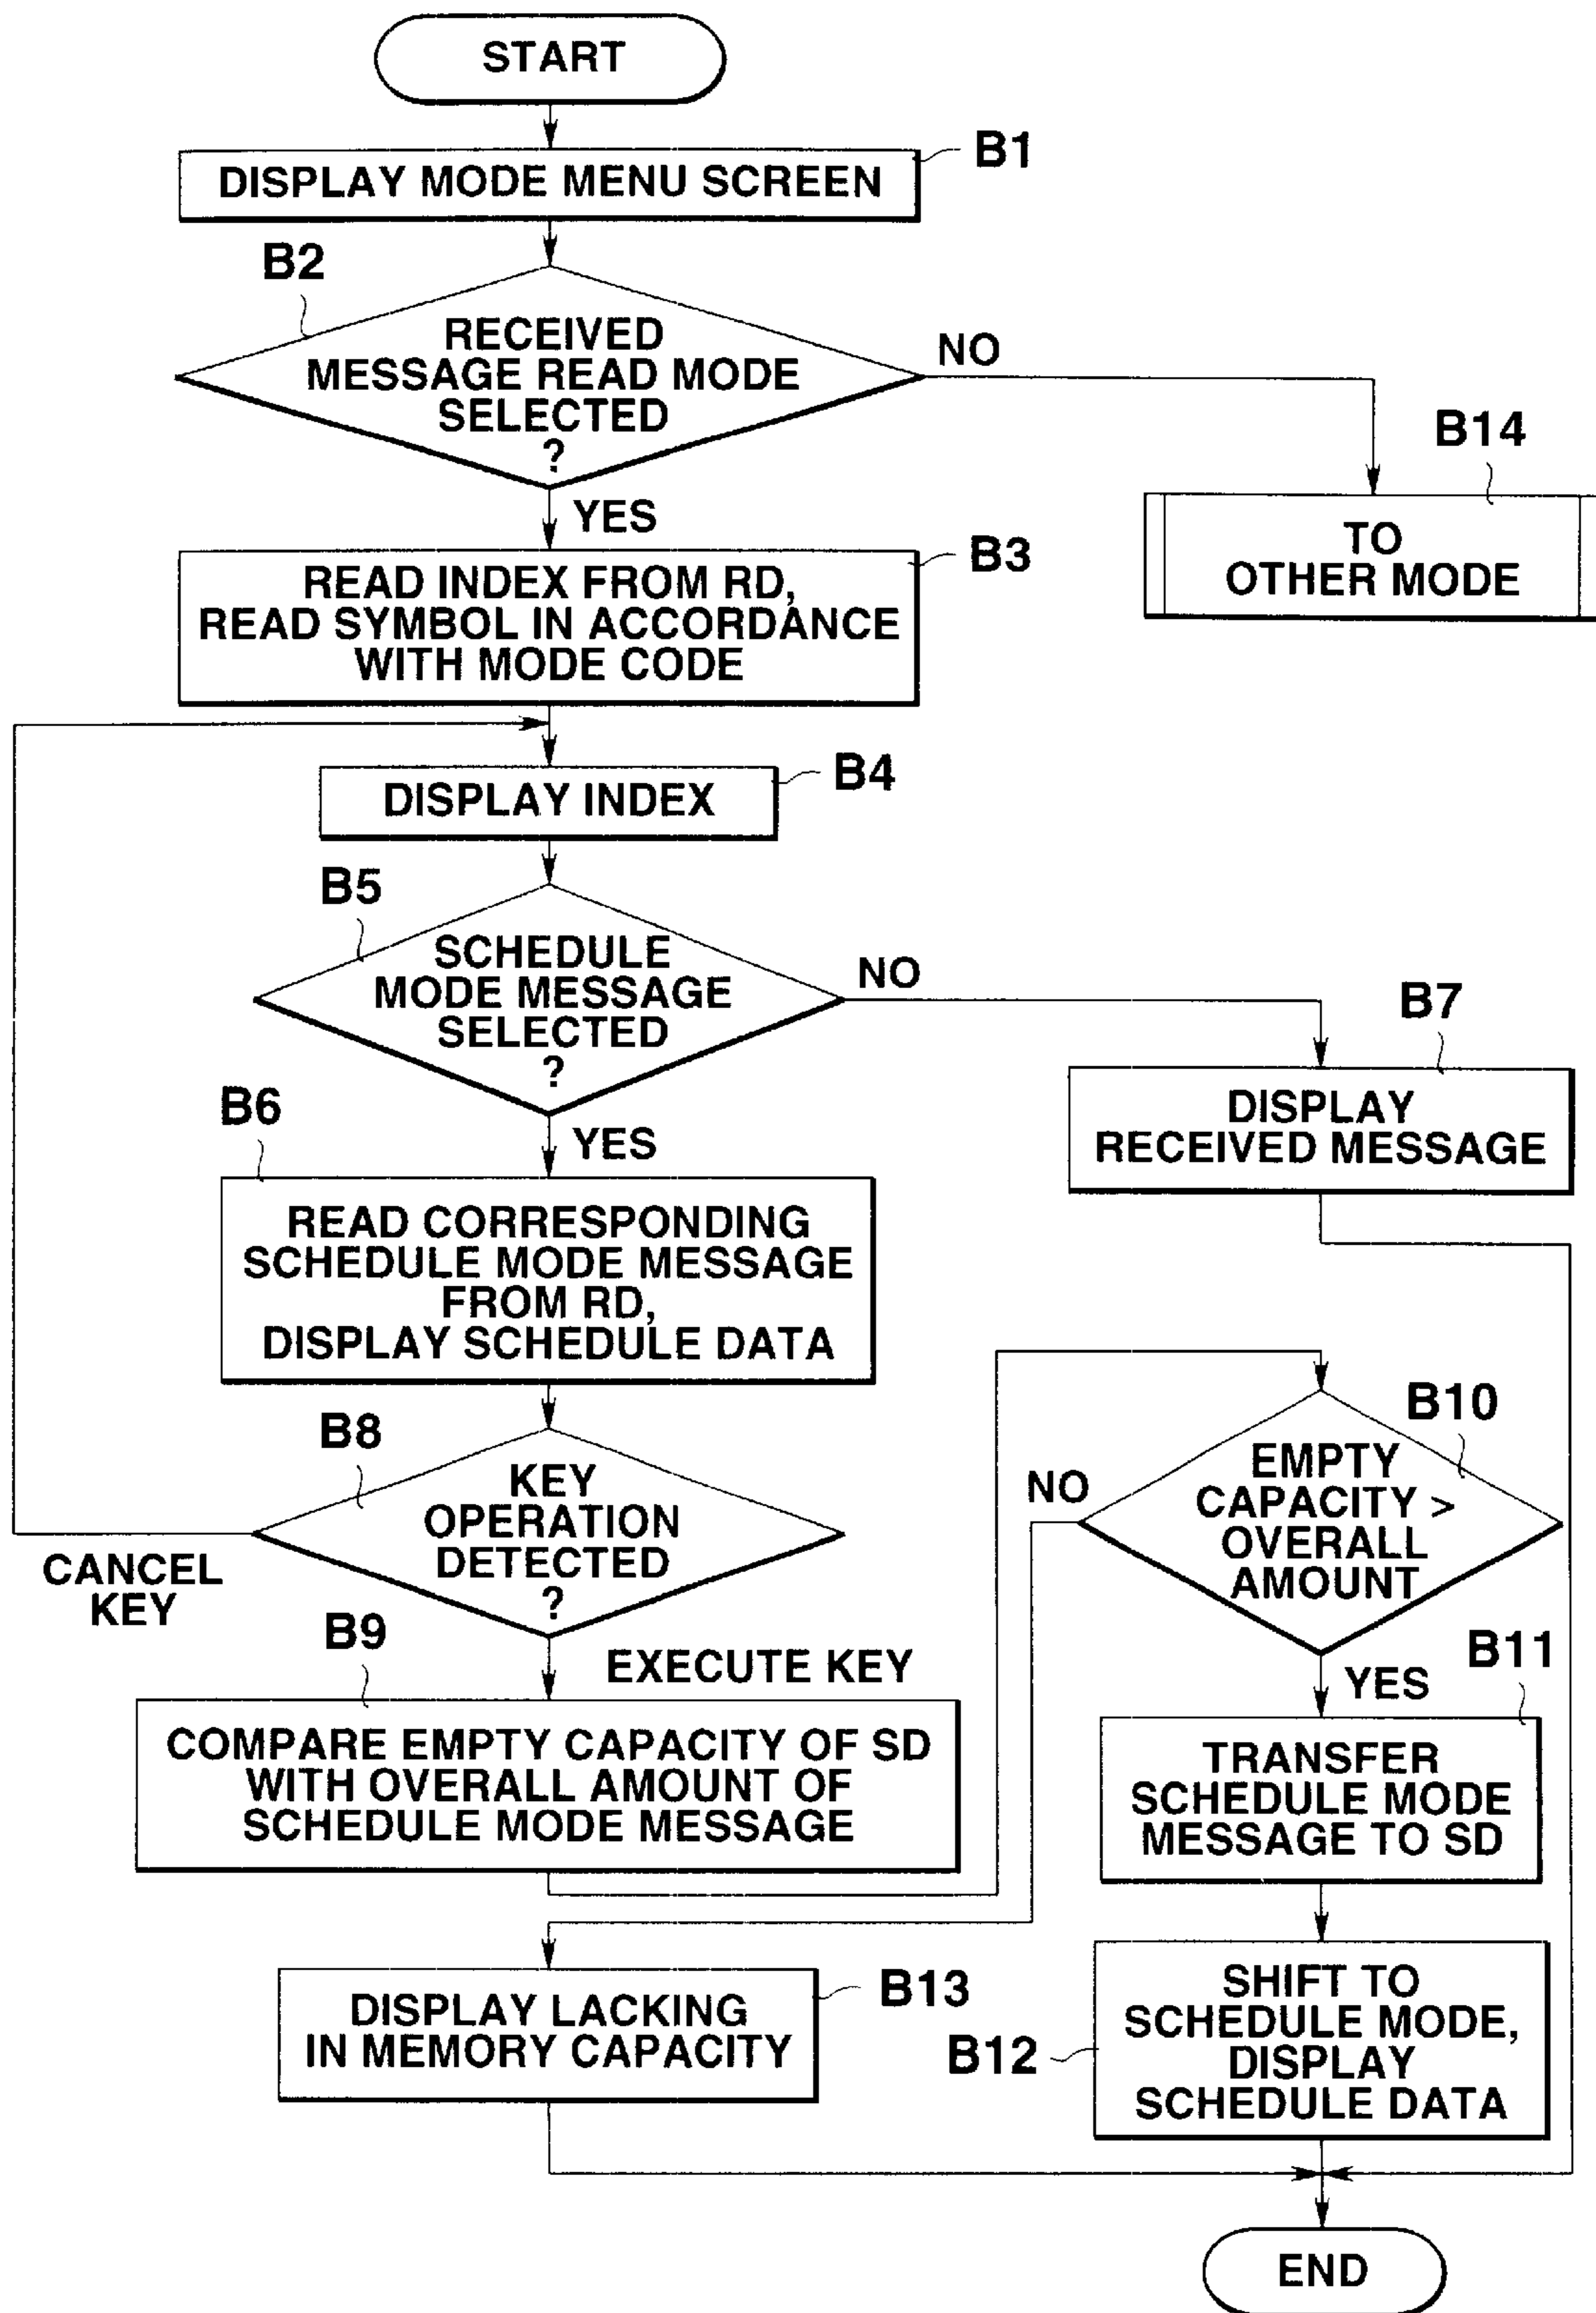 START
B1
DISPLAY MODE MENU SCREEN
B2
RECEIVED
MESSAGE READ MODE
SELECTED
?
NO
YES
B14
TO
OTHER MODE
B3
READ INDEX FROM RD,
READ SYMBOL IN ACCORDANCE
WITH MODE CODE
B4
DISPLAY INDEX
B5
SCHEDULE
MODE MESSAGE
SELECTED
?
NO
YES
B7
DISPLAY
RECEIVED MESSAGE
B6
READ CORRESPONDING
SCHEDULE MODE MESSAGE
FROM RD,
DISPLAY SCHEDULE DATA
B8
KEY
OPERATION
DETECTED
?
CANCEL
KEY
EXECUTE KEY
B9
COMPARE EMPTY CAPACITY OF SD
WITH OVERALL AMOUNT OF
SCHEDULE MODE MESSAGE
B10
EMPTY
CAPACITY >
OVERALL
AMOUNT
NO
YES
B11
TRANSFER
SCHEDULE MODE
MESSAGE TO SD
B12
SHIFT TO
SCHEDULE MODE,
DISPLAY
SCHEDULE DATA
B13
DISPLAY LACKING
IN MEMORY CAPACITY
END